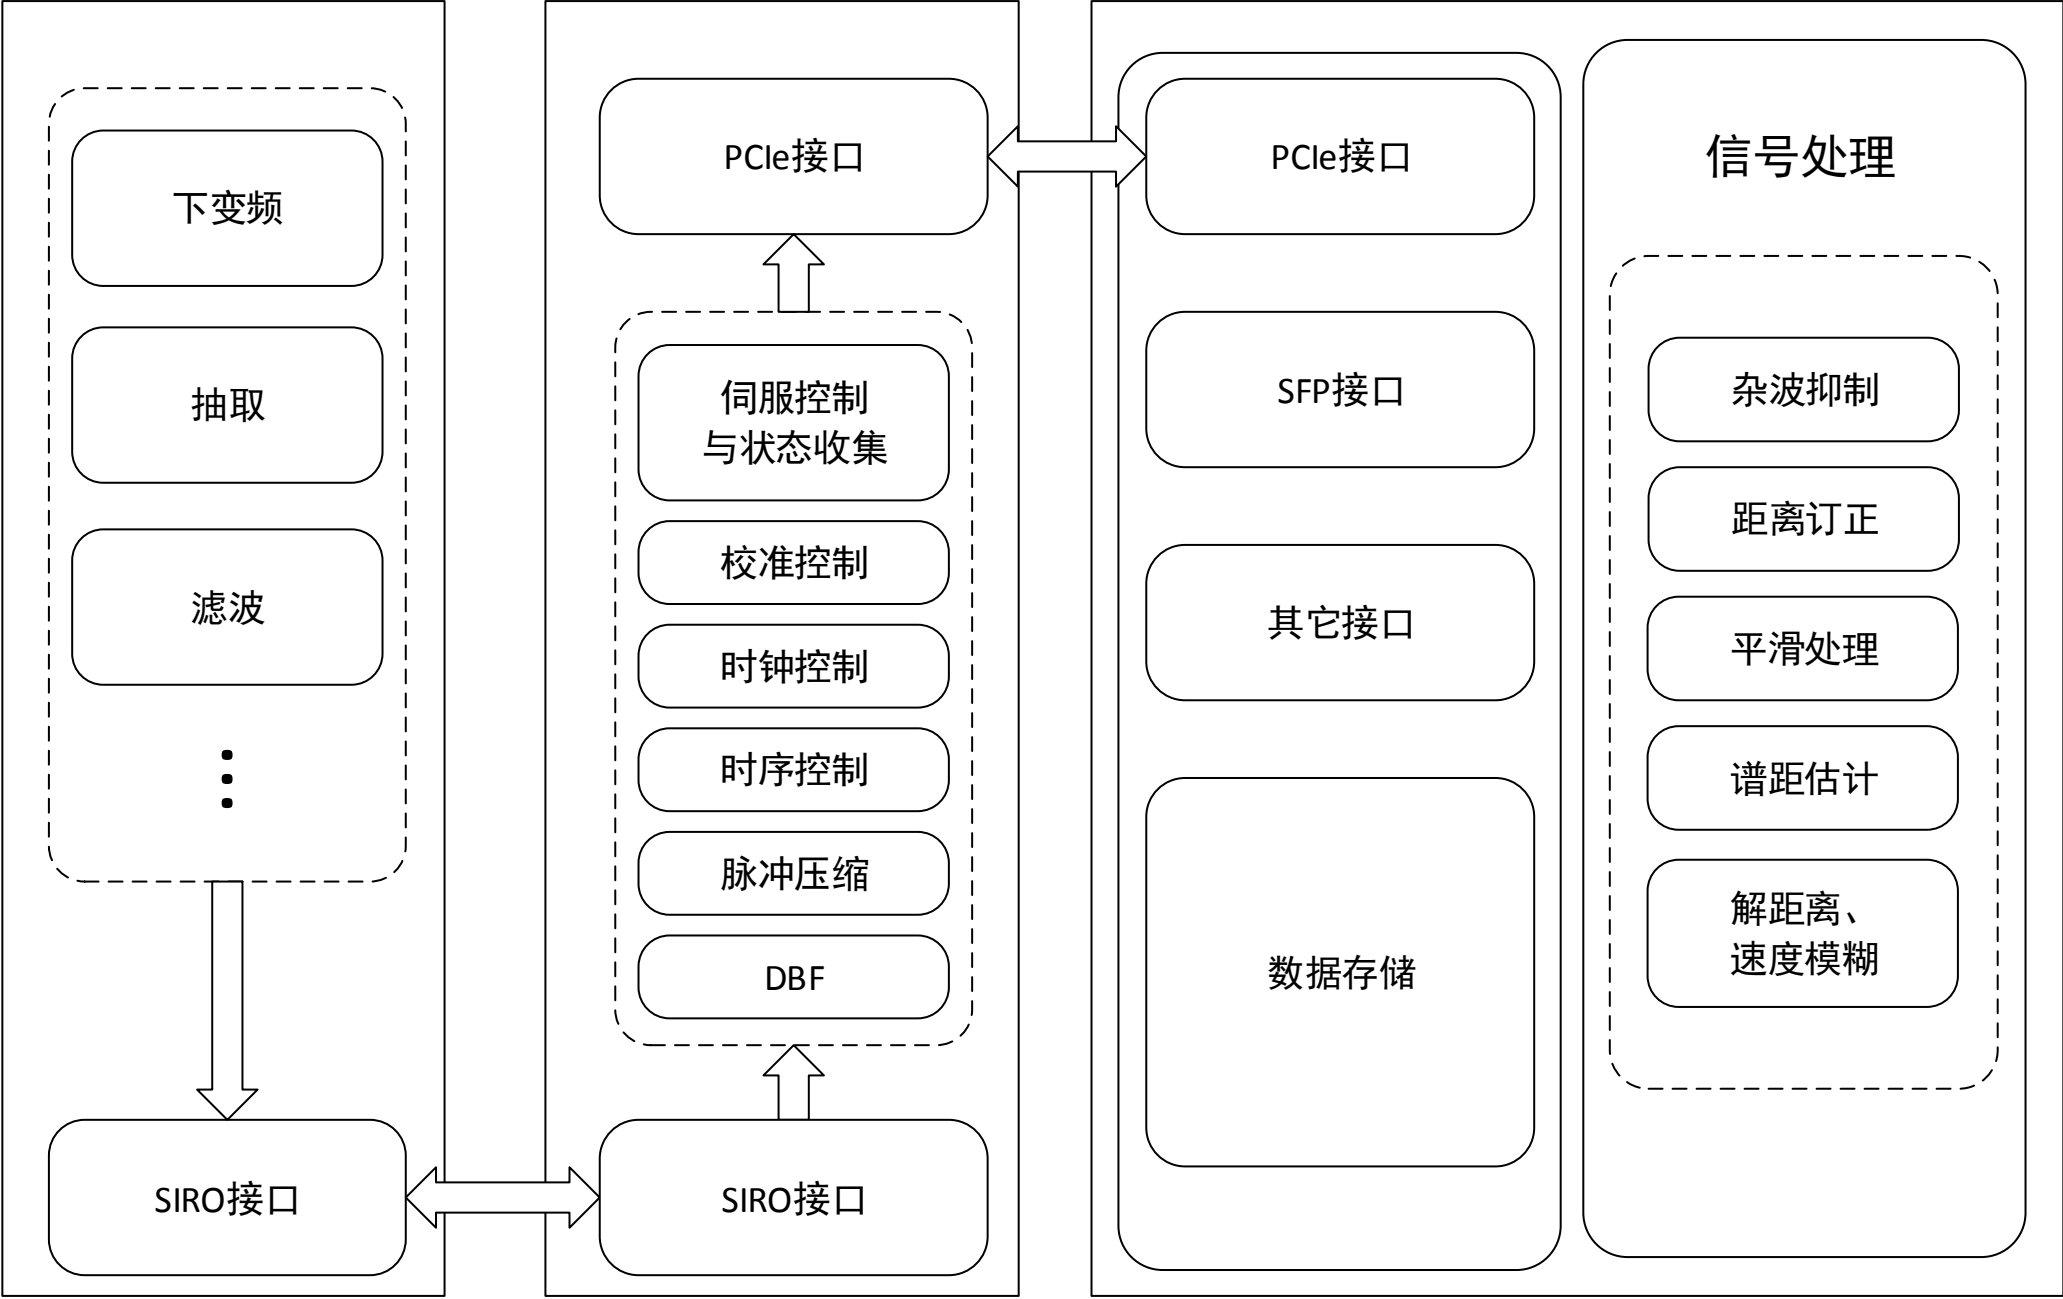 下变频
抽取
滤波
SIRO接口
PCIe接口
伺服控制
与状态收集
校准控制
时钟控制
时序控制
脉冲压缩
DBF
SIRO接口
PCIe接口
SFP接口
其它接口
数据存储
信号处理
杂波抑制
距离订正
平滑处理
谱距估计
解距离、
速度模糊